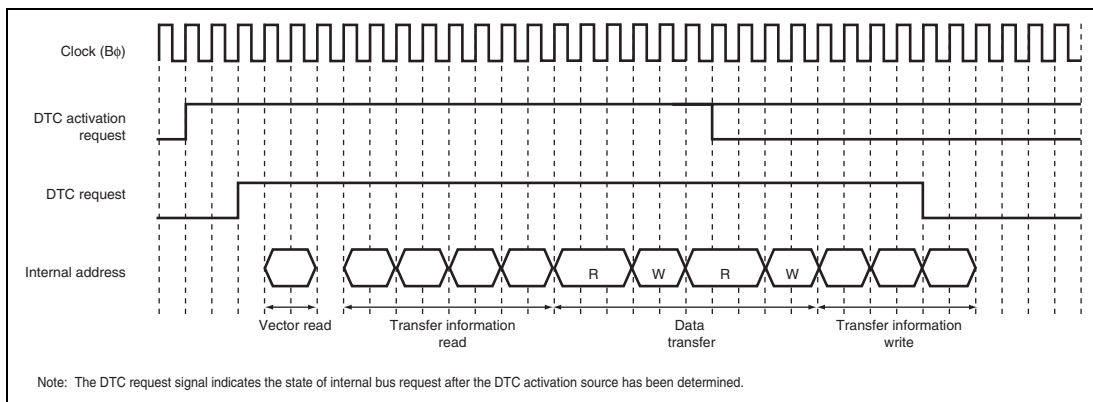 Clock (Bφ)
DTC activation
request
DTC request
Internal address
R
W
R
W
Vector read
Transfer information
read
Data
transfer
Transfer information
write
Note: The DTC request signal indicates the state of internal bus request after the DTC activation source has been determined.